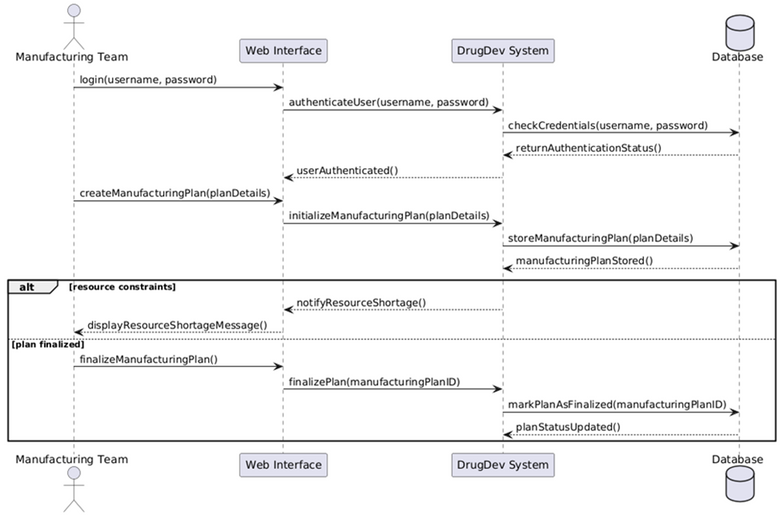 Manufacturing Team
Web Interface
DrugDev System
Database
login(username, password)
authenticateUser(username, password)
checkCredentials(username, password)
returnAuthenticationStatus()
userAuthenticated()
createManufacturingPlan(planDetails)
initializeManufacturingPlan(planDetails)
storeManufacturingPlan(planDetails)
manufacturingPlanStored()
alt [resource constraints]
notifyResourceShortage()
displayResourceShortageMessage()
[plan finalized]
finalizeManufacturingPlan()
finalizePlan(manufacturingPlanID)
markPlanAsFinalized(manufacturingPlanID)
planStatusUpdated()
Manufacturing Team
Web Interface
DrugDev System
Database